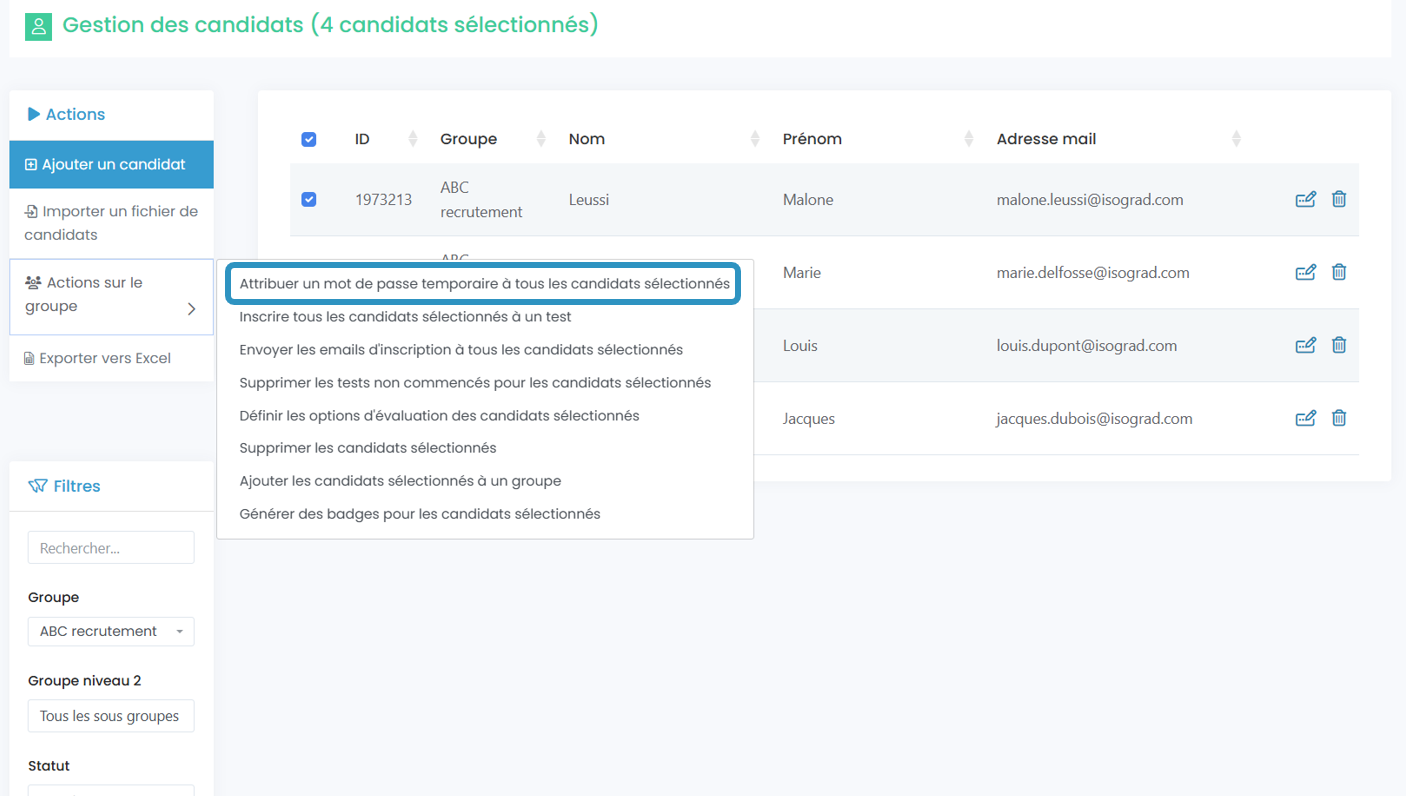 Gestion des candidats (4 candidats sélectionnés)
Actions
Ajouter un candidat
Importer un fichier de
candidats
Actions sur le
groupe
Exporter vers Excel
Filtres
Rechercher...
Groupe
ABC recrutement
Groupe niveau 2
Tous les sous groupes
Statut
ID Groupe Nom Prénom Adresse mail
1973213 ABC
recrutement Leussi Malone malone.leussi@isograd.com
ABC
Marie marie.delfosse@isograd.com
Louis louis.dupont@isograd.com
Jacques jacques.dubois@isograd.com
Attribuer un mot de passe temporaire à tous les candidats sélectionnés
Inscrire tous les candidats sélectionnés à un test
Envoyer les emails d'inscription à tous les candidats sélectionnés
Supprimer les tests non commencés pour les candidats sélectionnés
Définir les options d'évaluation des candidats sélectionnés
Supprimer les candidats sélectionnés
Ajouter les candidats sélectionnés à un groupe
Générer des badges pour les candidats sélectionnés